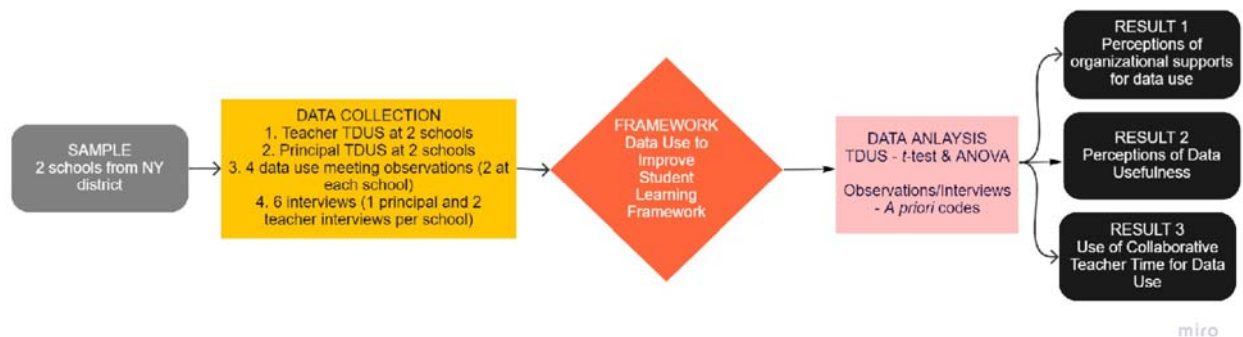 SAMPLE
2 schools from NY
district
DATA COLLECTION
1. Teacher TDUS at 2 schools
2. Principal TDUS at 2 schools
3. 4 data use meeting observations (2 at
each school)
4. 6 interviews (1 principal and 2
teacher interviews per school)
FRAMEWORK
Data Use to
Improve
Student
Learning
Framework
DATA ANLAYSIS
TDUS - t-test & ANOVA
Observations/Interviews
- A priori codes
RESULT 1
Perceptions of
organizational supports
for data use
RESULT 2
Perceptions of Data
Usefulness
RESULT 3
Use of Collaborative
Teacher Time for Data
Use
miro